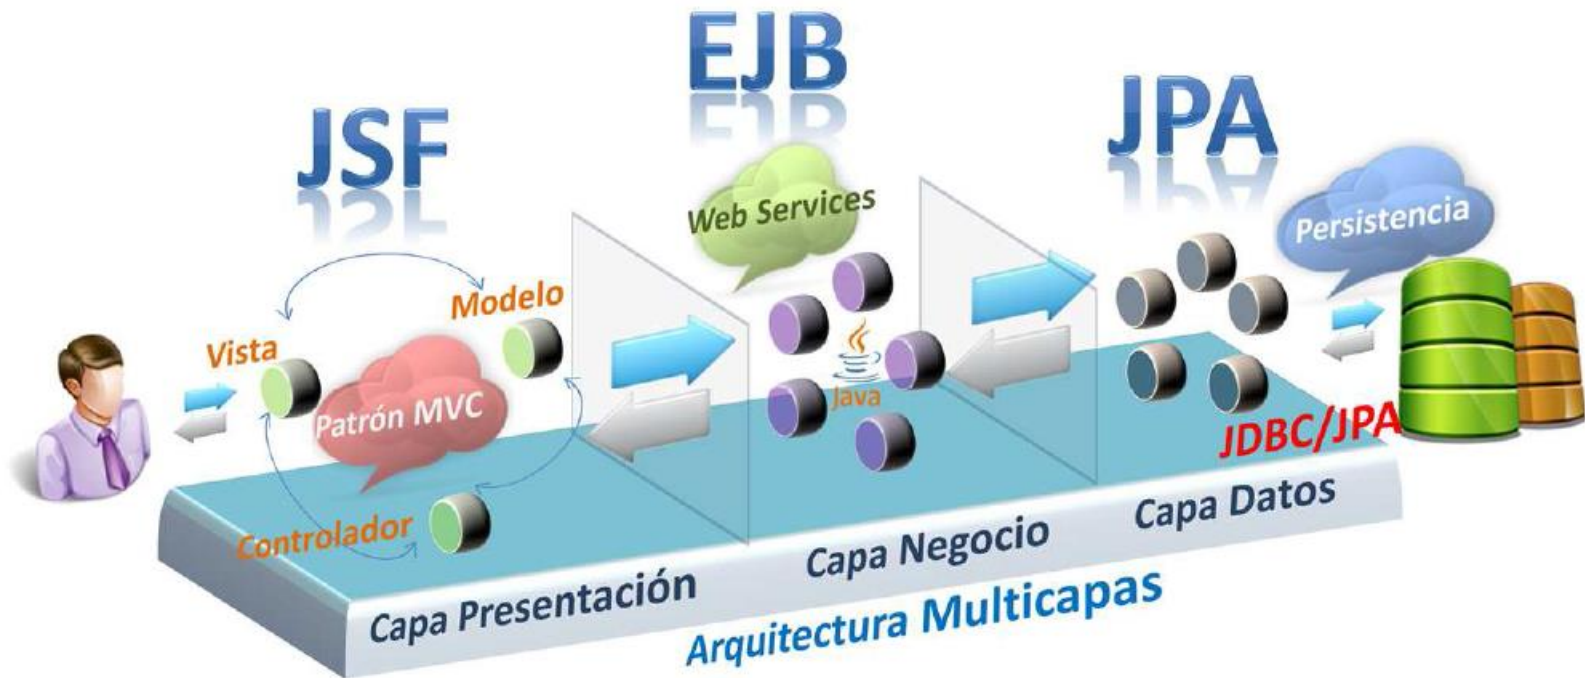 EJB
JSF
JPA
Web Services
Persistencia
Modelo
Vista
Patrón MVC
Java
JDBC/JPA
Controlador
Capa Presentación
Capa Negocio
Capa Datos
Arquitectura Multicapas